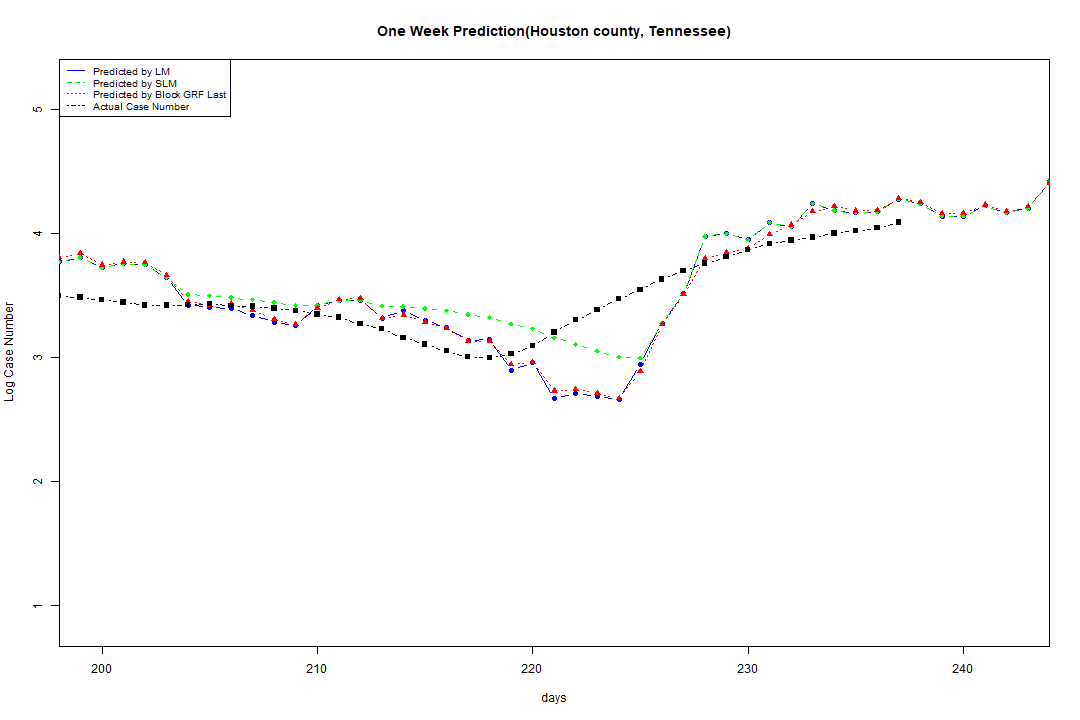 One Week Prediction(Houston county, Tennessee)
Predicted by LM
Predicted by SLM
Predicted by Block GRF Last
Actual Case Number
5
4
3
2
1
Log Case Number
200 210 220 230 240
days